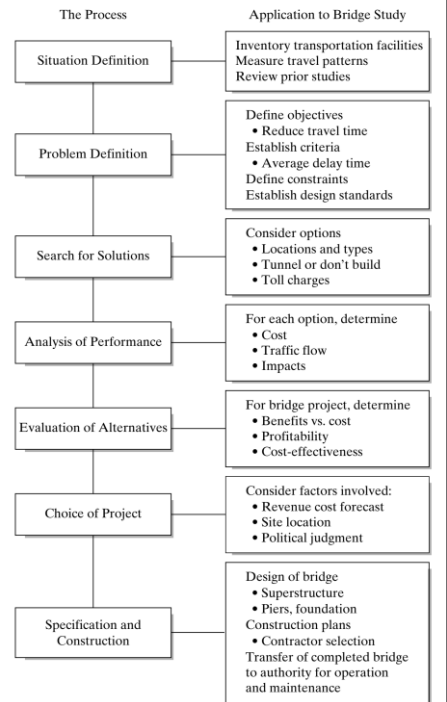 The Process
Application to Bridge Study
Situation Definition
Inventory transportation facilities
Measure travel patterns
Review prior studies
Problem Definition
Define objectives
• Reduce travel time
Establish criteria
• Average delay time
Define constraints
Establish design standards
Search for Solutions
Consider options
• Locations and types
• Tunnel or don't build
• Toll charges
Analysis of Performance
For each option, determine
• Cost
• Traffic flow
• Impacts
Evaluation of Alternatives
For bridge project, determine
• Benefits vs. cost
• Profitability
• Cost-effectiveness
Choice of Project
Consider factors involved:
• Revenue cost forecast
• Site location
• Political judgment
Specification and
Construction
Design of bridge
• Superstructure
• Piers, foundation
Construction plans
• Contractor selection
Transfer of completed bridge
to authority for operation
and maintenance